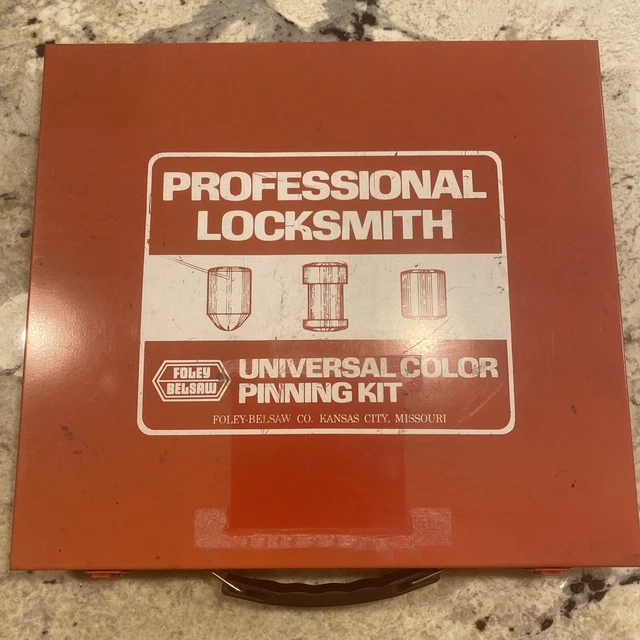 PROFESSIONAL
LOCKSMITH
FOLEY
BELSAW
UNIVERSAL COLOR
PINNING KIT
FOLEY-BELSAW CO. KANSAS CITY, MISSOURI